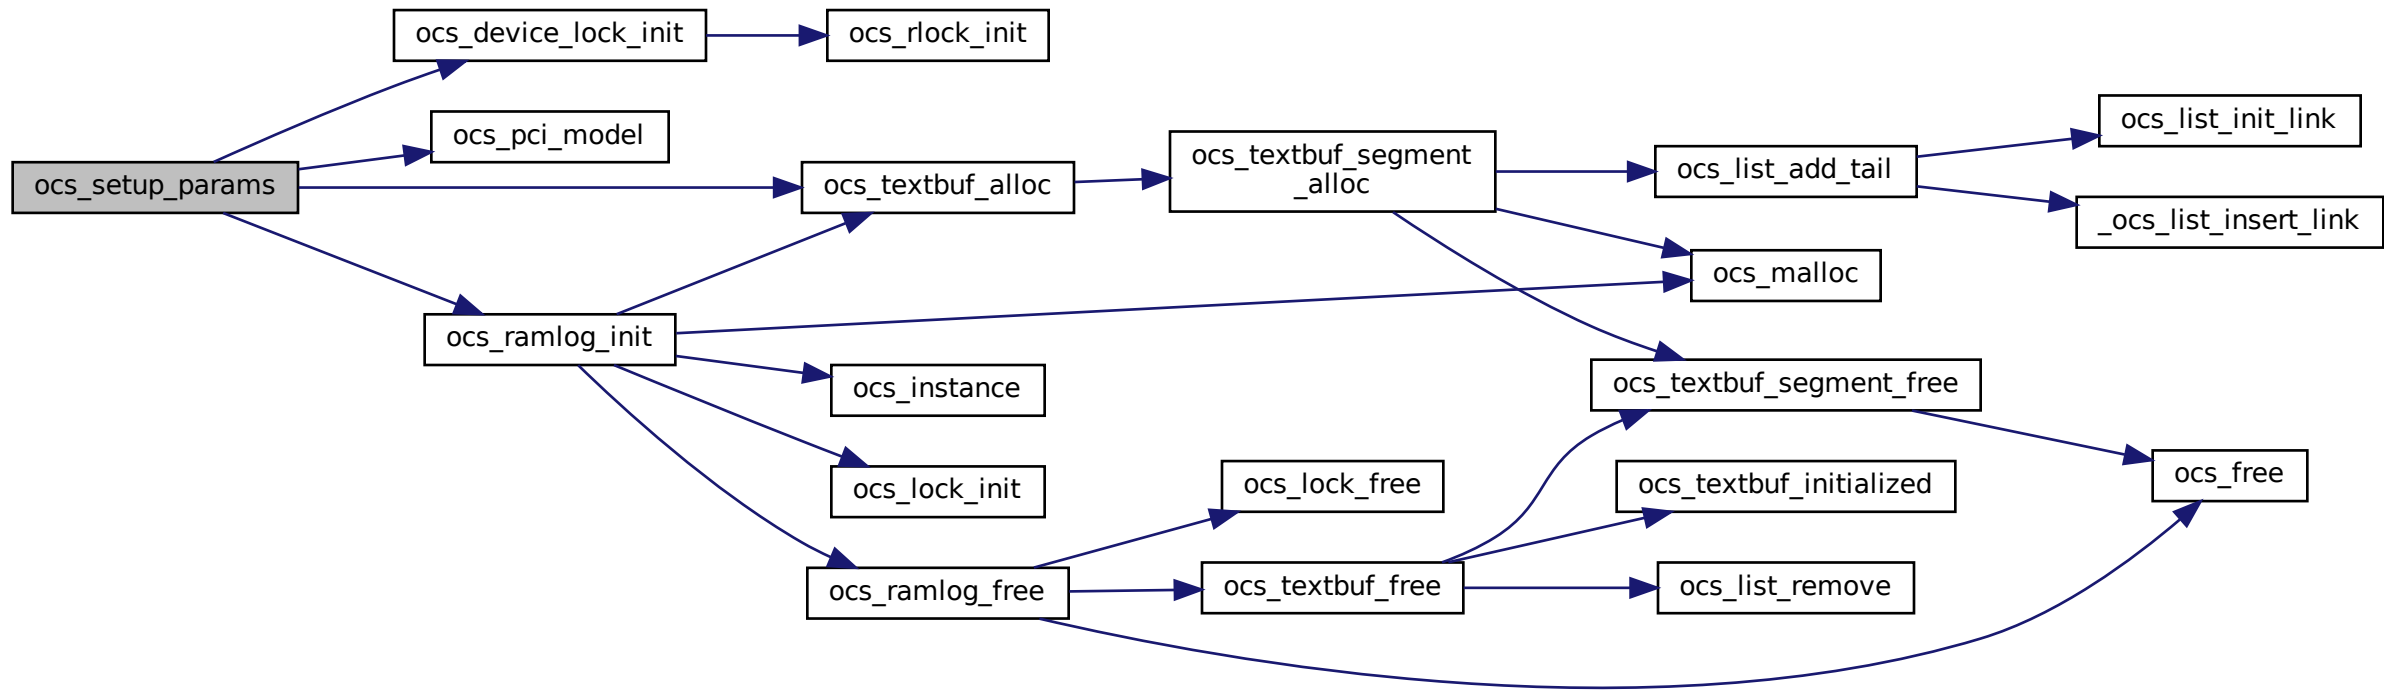 ocs_setup_params
ocs_device_lock_init
ocs_rlock_init
ocs_pci_model
ocs_textbuf_alloc
ocs_textbuf_segment
_alloc
ocs_list_add_tail
ocs_list_init_link
_ocs_list_insert_link
ocs_malloc
ocs_ramlog_init
ocs_instance
ocs_lock_init
ocs_textbuf_segment_free
ocs_free
ocs_lock_free
ocs_textbuf_initialized
ocs_ramlog_free
ocs_textbuf_free
ocs_list_remove